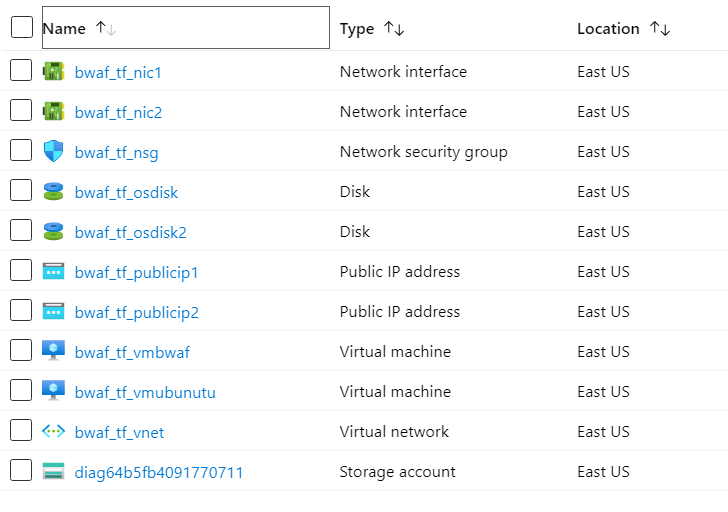 Name Type Location
bwaf_tf_nic1 Network interface East US
bwaf_tf_nic2 Network interface East US
bwaf_tf_nsg Network security group East US
bwaf_tf_osdisk Disk East US
bwaf_tf_osdisk2 Disk East US
bwaf_tf_publicip1 Public IP address East US
bwaf_tf_publicip2 Public IP address East US
bwaf_tf_vmbwaf Virtual machine East US
bwaf_tf_vmubunutu Virtual machine East US
bwaf_tf_vnet Virtual network East US
diag64b5fb4091770711 Storage account East US